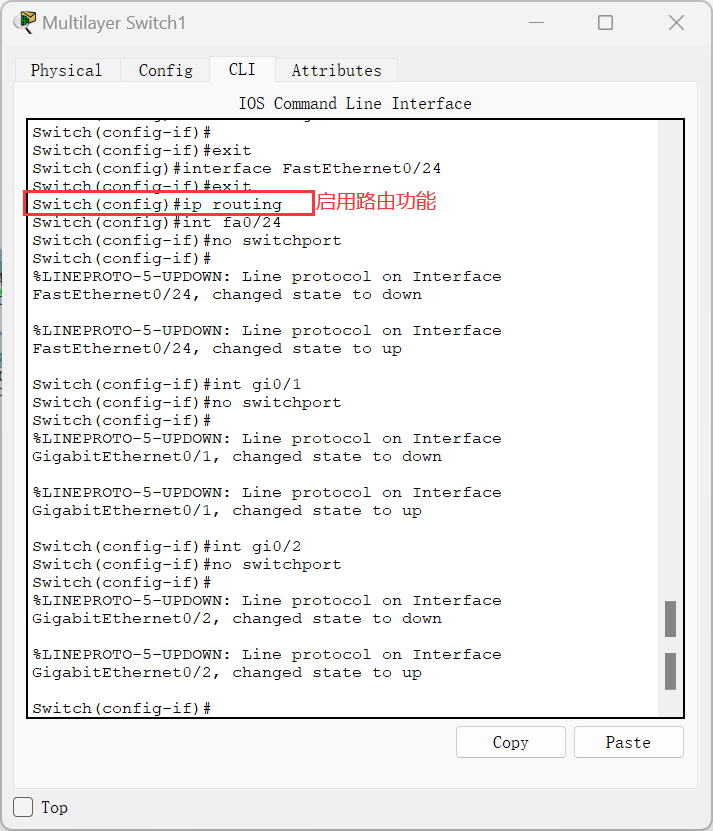 Multilayer Switch1
Physical Config CLI Attributes
IOS Command Line Interface
Switch(config-if)#
Switch(config-if)#exit
Switch(config)#interface FastEthernet0/24
Switch(config-if)#exit
Switch(config)#ip routing 启用路由功能
Switch(config)#int fa0/24
Switch(config-if)#no switchport
Switch(config-if)#
%LINEPROTO-5-UPDOWN: Line protocol on Interface
FastEthernet0/24, changed state to down
%LINEPROTO-5-UPDOWN: Line protocol on Interface
FastEthernet0/24, changed state to up
Switch(config-if)#int gi0/1
Switch(config-if)#no switchport
Switch(config-if)#
%LINEPROTO-5-UPDOWN: Line protocol on Interface
GigabitEthernet0/1, changed state to down
%LINEPROTO-5-UPDOWN: Line protocol on Interface
GigabitEthernet0/1, changed state to up
Switch(config-if)#int gi0/2
Switch(config-if)#no switchport
Switch(config-if)#
%LINEPROTO-5-UPDOWN: Line protocol on Interface
GigabitEthernet0/2, changed state to down
%LINEPROTO-5-UPDOWN: Line protocol on Interface
GigabitEthernet0/2, changed state to up
Switch(config-if)#
Copy Paste
Top